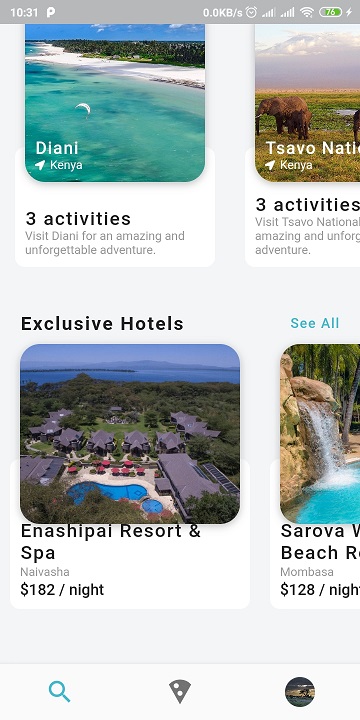 10:31
0.0KB/s
76
Diani
Kenya
3 activities
Visit Diani for an amazing and
unforgettable adventure.
Tsavo Natio
Kenya
3 activities
Visit Tsavo National
amazing and unforg
adventure.
Exclusive Hotels
See All
Enashipai Resort &
Spa
Naivasha
$182 / night
Sarova W
Beach Re
Mombasa
$128 / night